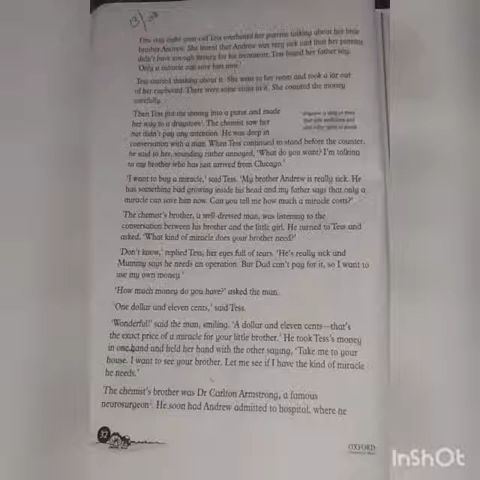 One day eight-year-old Tess overheard her parents talking about her little
brother Andrew. She learnt that Andrew was very sick and that her parents
didn't have enough money for his treatment. Tess heard her father say,
'Only a miracle can save him now.'
Tess started thinking about it. She went to her room and took a jar out
of her cupboard. There were some coins in it. She counted the money
carefully.
Then Tess put the money into a purse and made
her way to a drugstore. The chemist saw her
but didn't pay any attention. He was deep in
conversation with a man. When Tess continued to stand before the counter,
he said to her, sounding rather annoyed, 'What do you want? I'm talking
to my brother who has just arrived from Chicago.'
'I want to buy a miracle,' said Tess. 'My brother Andrew is really sick. He
has something bad growing inside his head and my father says that only a
miracle can save him now. Can you tell me how much a miracle costs?'
The chemist's brother, a well-dressed man, was listening to the
conversation between his brother and the little girl. He turned to Tess and
asked, 'What kind of miracle does your brother need?'
'Don't know,' replied Tess, her eyes full of tears. 'He's really sick and
Mummy says he needs an operation. But Dad can't pay for it, so I want to
use my own money.'
'How much money do you have?' asked the man.
'One dollar and eleven cents,' said Tess.
'Wonderful!' said the man, smiling. 'A dollar and eleven cents—that's
the exact price of a miracle for your little brother.' He took Tess's money
in one hand and held her hand with the other saying, 'Take me to your
house. I want to see your brother. Let me see if I have the kind of miracle
he needs.'
The chemist's brother was Dr Carlton Armstrong, a famous
neurosurgeon¹. He soon had Andrew admitted to hospital, where he
32
OXFORD
InShOt